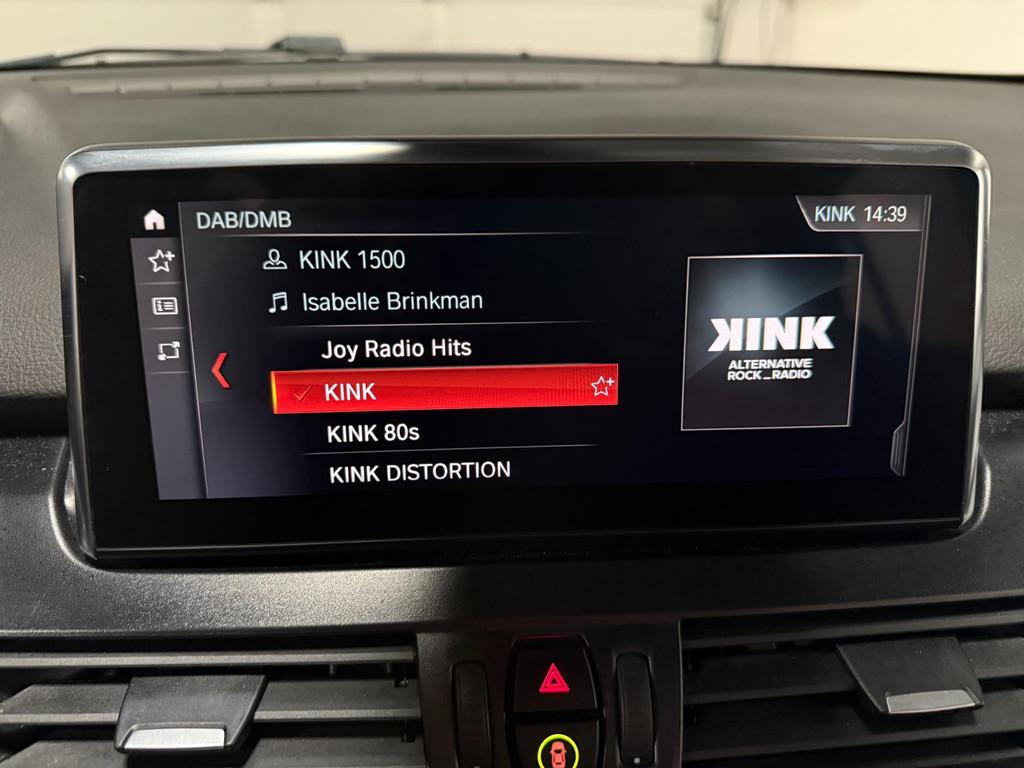 DAB/DMB
KINK 14:39
KINK 1500
Isabelle Brinkman
Joy Radio Hits
KINK
KINK 80s
KINK DISTORTION
KINK
ALTERNATIVE
ROCK_RADIO